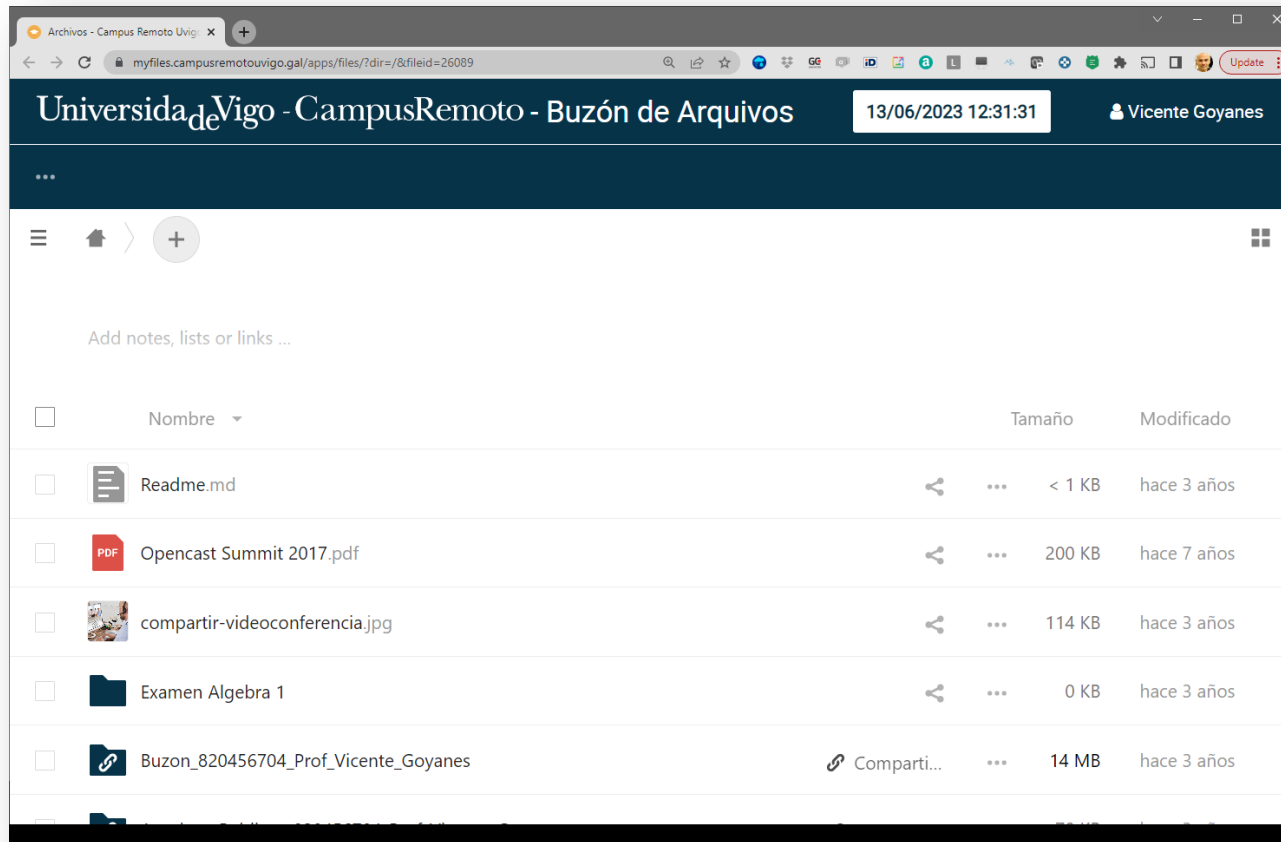 Archivos - Campus Remoto Uvigo
myfiles.campusremotouvigo.gal/apps/files/?dir=/&fileid=26089
Update
UniversidadeVigo - CampusRemoto - Buzón de Arquivos
13/06/2023 12:31:31
Vicente Goyanes
Add notes, lists or links ...
Nombre Tamaño Modificado
Readme.md < 1 KB hace 3 años
PDF Opencast Summit 2017.pdf 200 KB hace 7 años
compartir-videoconferencia.jpg 114 KB hace 3 años
Examen Algebra 1 0 KB hace 3 años
Buzon_820456704_Prof_Vicente_Goyanes Comparti... 14 MB hace 3 años